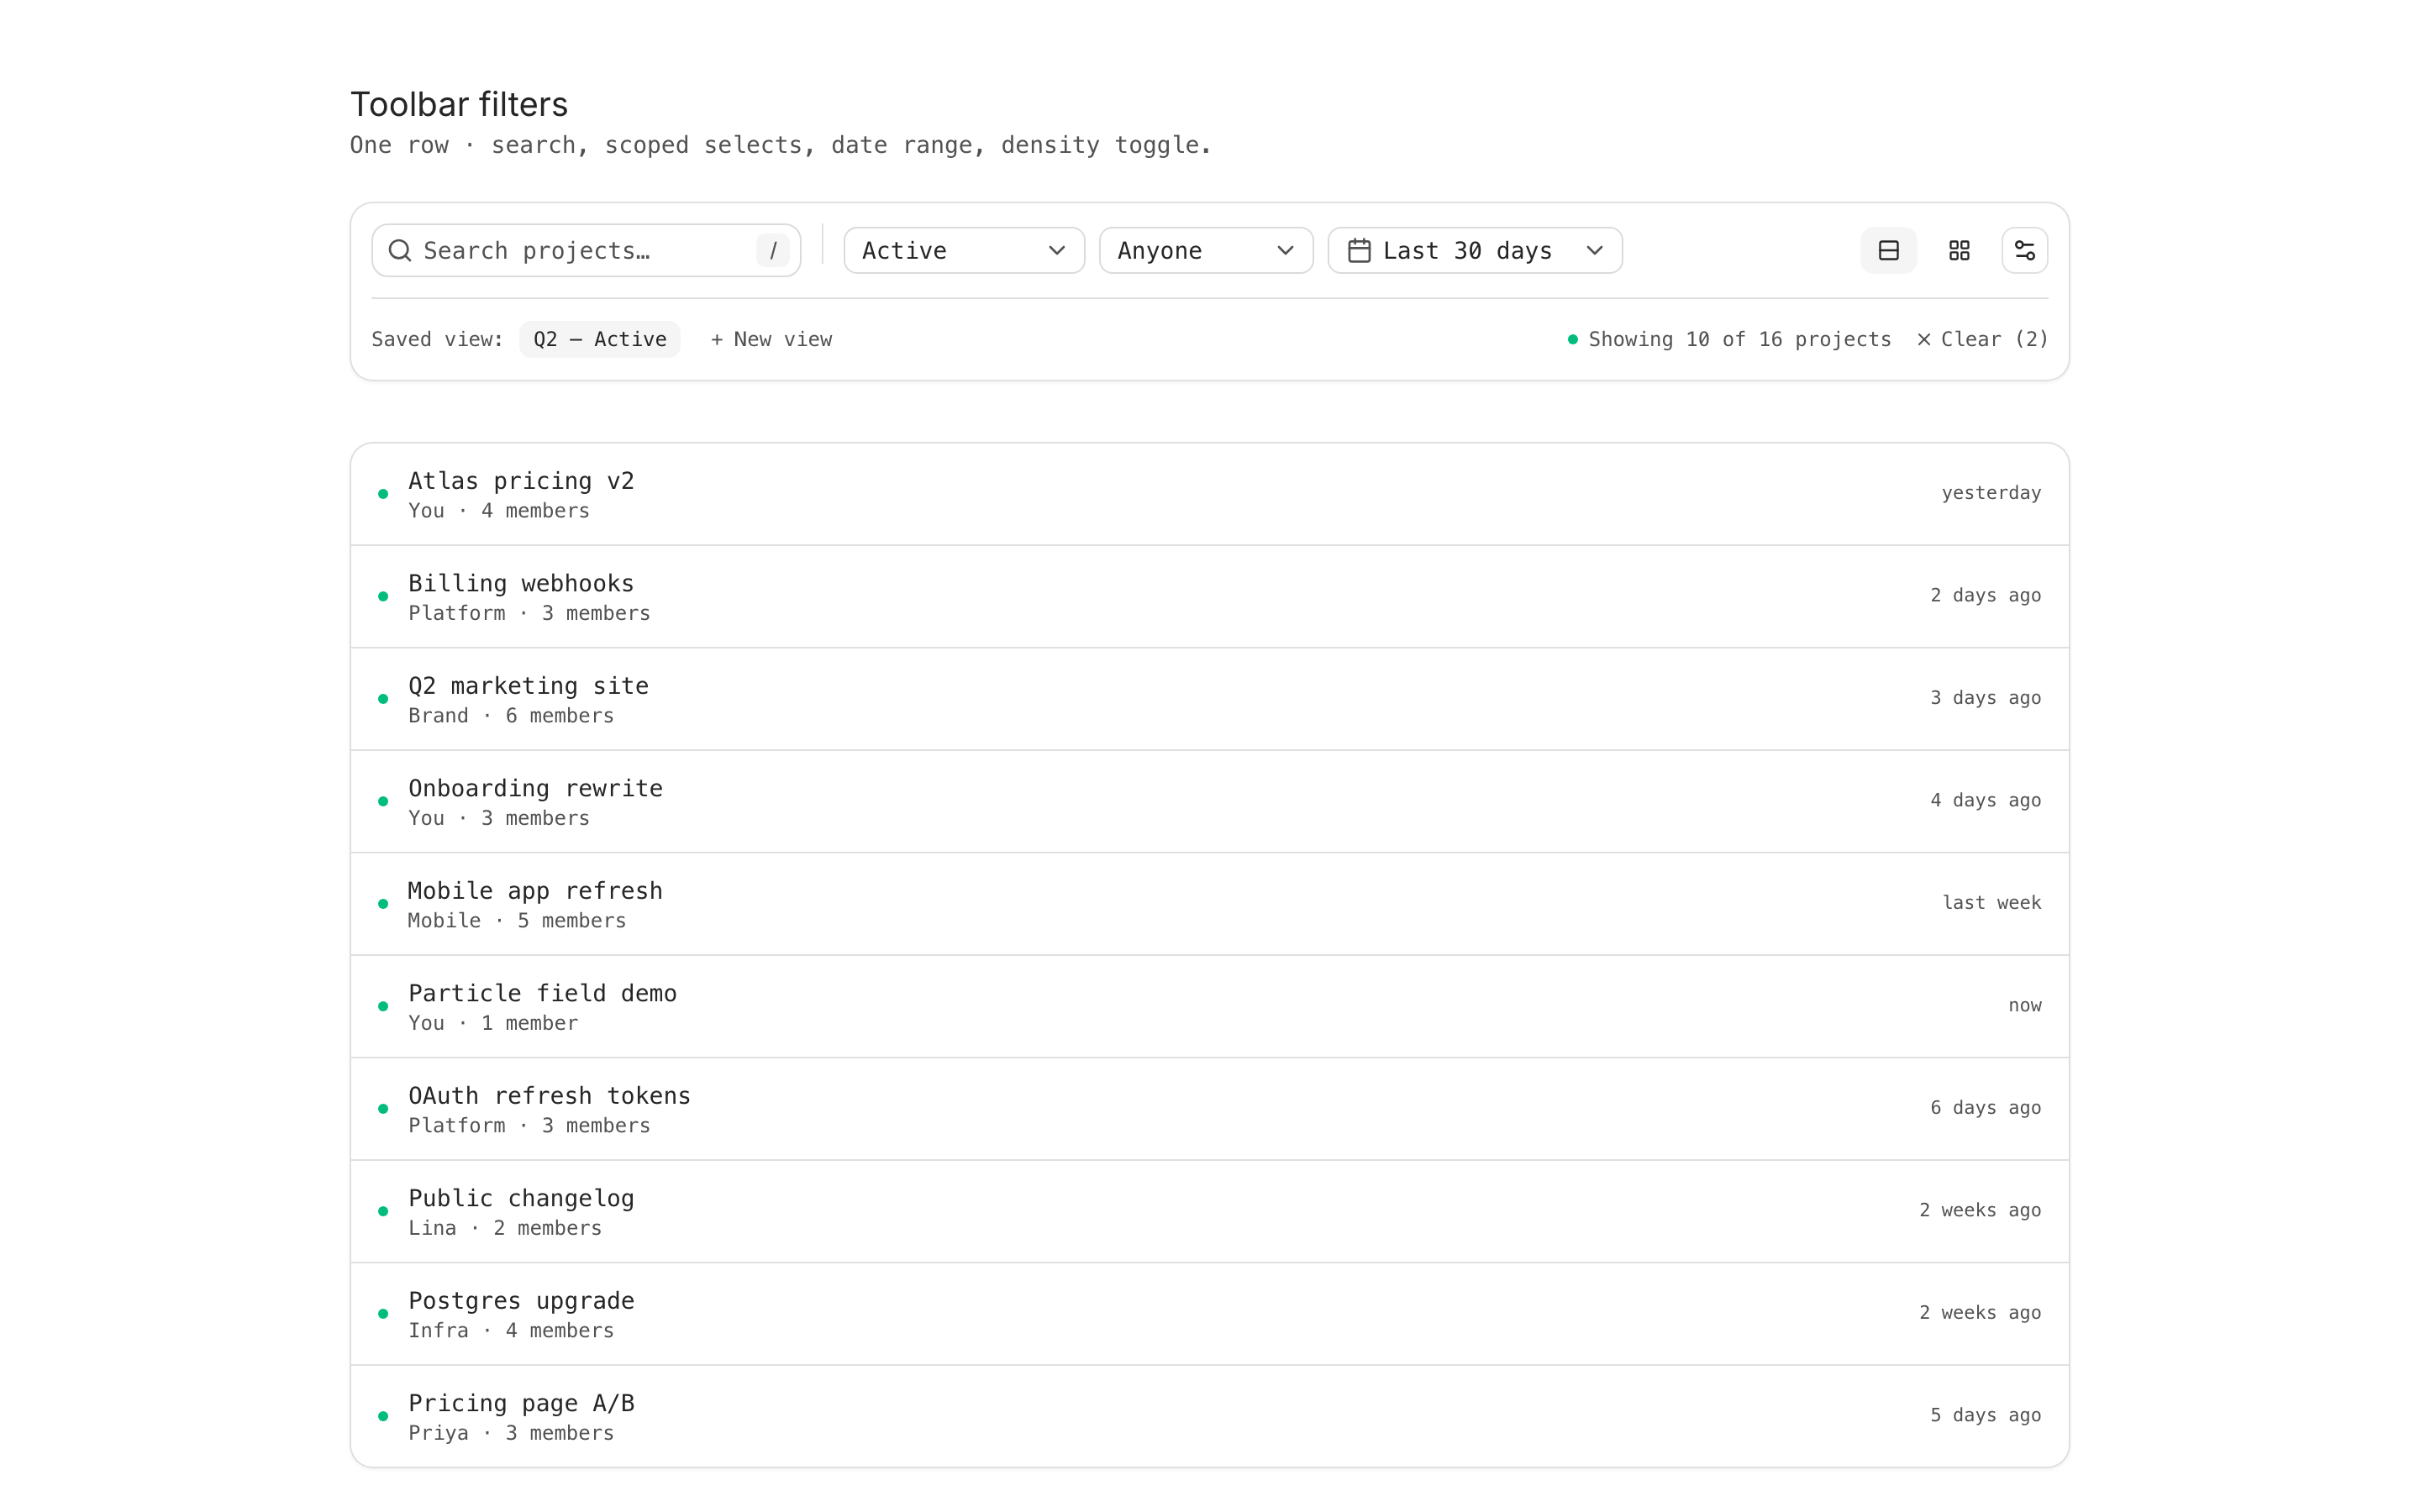 Toolbar filters
One row · search, scoped selects, date range, density toggle.
Search projects… /
Active
Anyone
Last 30 days
Saved view: Q2 — Active + New view
Showing 10 of 16 projects × Clear (2)
Atlas pricing v2
You · 4 members
yesterday
Billing webhooks
Platform · 3 members
2 days ago
Q2 marketing site
Brand · 6 members
3 days ago
Onboarding rewrite
You · 3 members
4 days ago
Mobile app refresh
Mobile · 5 members
last week
Particle field demo
You · 1 member
now
OAuth refresh tokens
Platform · 3 members
6 days ago
Public changelog
Lina · 2 members
2 weeks ago
Postgres upgrade
Infra · 4 members
2 weeks ago
Pricing page A/B
Priya · 3 members
5 days ago